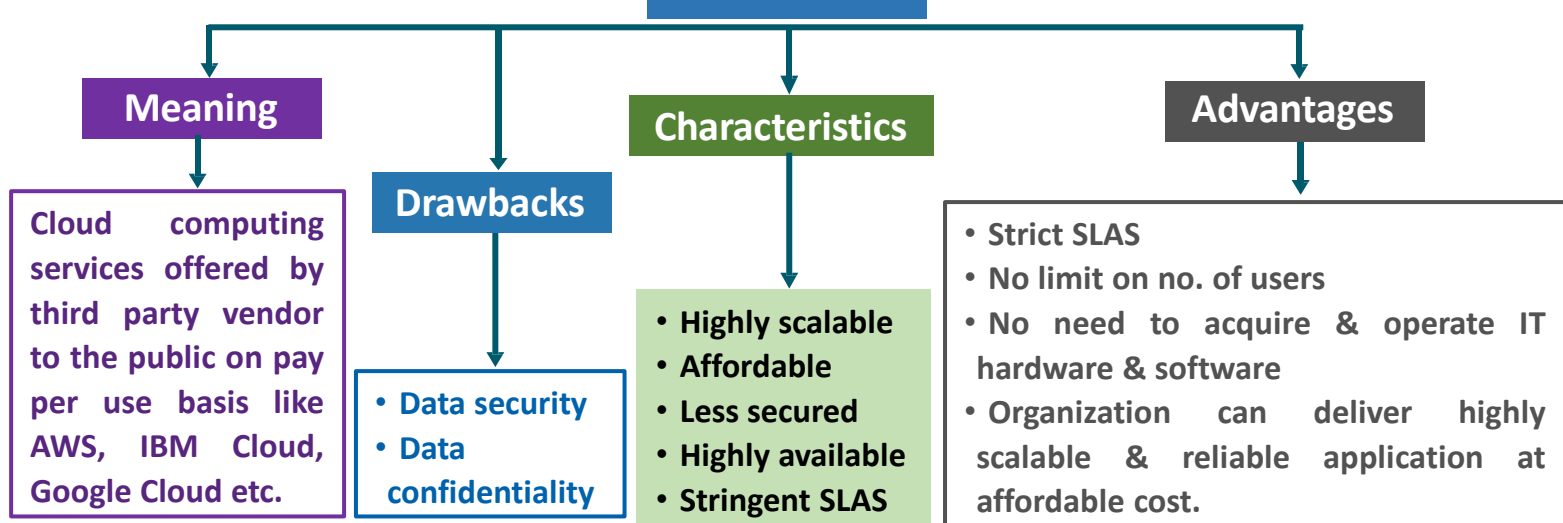 Meaning
Cloud computing
services offered by
third party vendor
to the public on pay
per use basis like
AWS, IBM Cloud,
Google Cloud etc.
Drawbacks
• Data security
• Data
confidentiality
Characteristics
• Highly scalable
• Affordable
• Less secured
• Highly available
• Stringent SLAS
Advantages
• Strict SLAS
• No limit on no. of users
• No need to acquire & operate IT
hardware & software
• Organization can deliver highly
scalable & reliable application at
affordable cost.